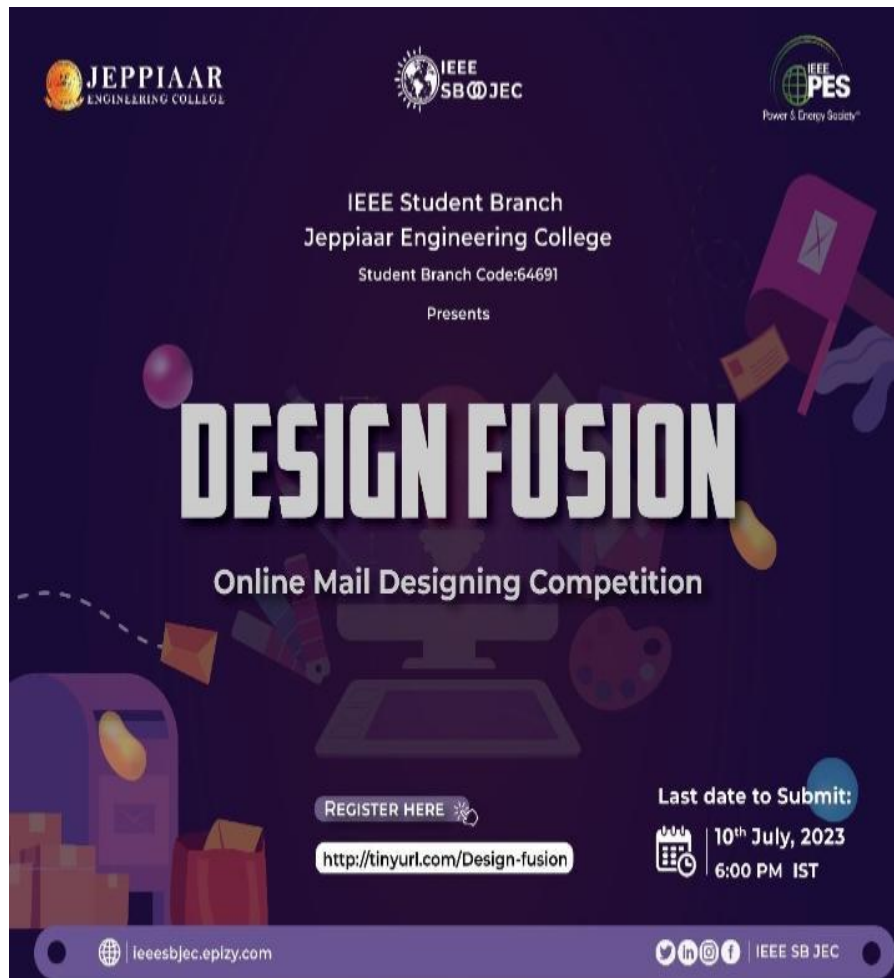 JEPPIAAR
ENGINEERING COLLEGE
IEEE
SB JEC
IEEE
PES
Power & Energy Society®
IEEE Student Branch
Jeppiaar Engineering College
Student Branch Code:64691
Presents
DESIGN FUSION
Online Mail Designing Competition
REGISTER HERE
http://tinyurl.com/Design-fusion
Last date to Submit:
10th July, 2023
6:00 PM IST
ieeesbjec.epizy.com
IEEE SB JEC